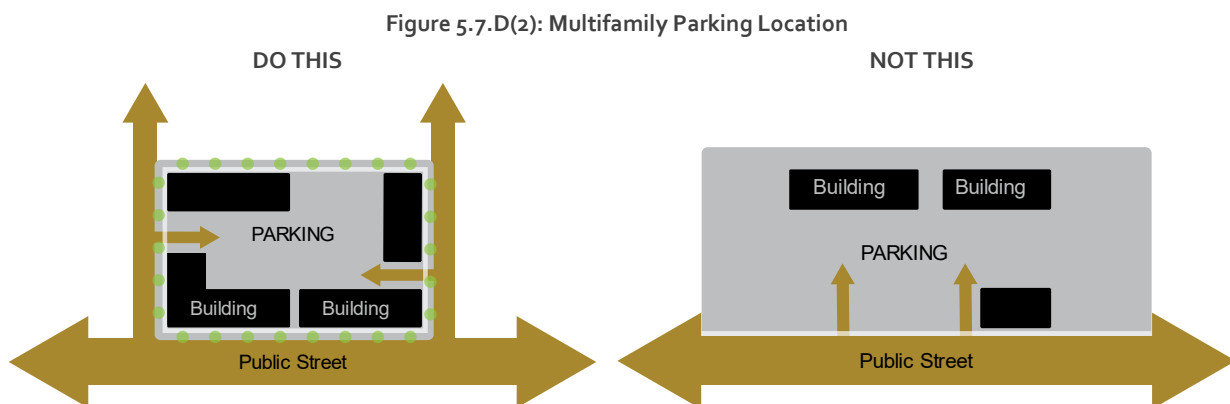 Figure 5.7.D(2): Multifamily Parking Location
DO THIS
NOT THIS
PARKING
Building
Building
Public Street
Building
Building
PARKING
Public Street